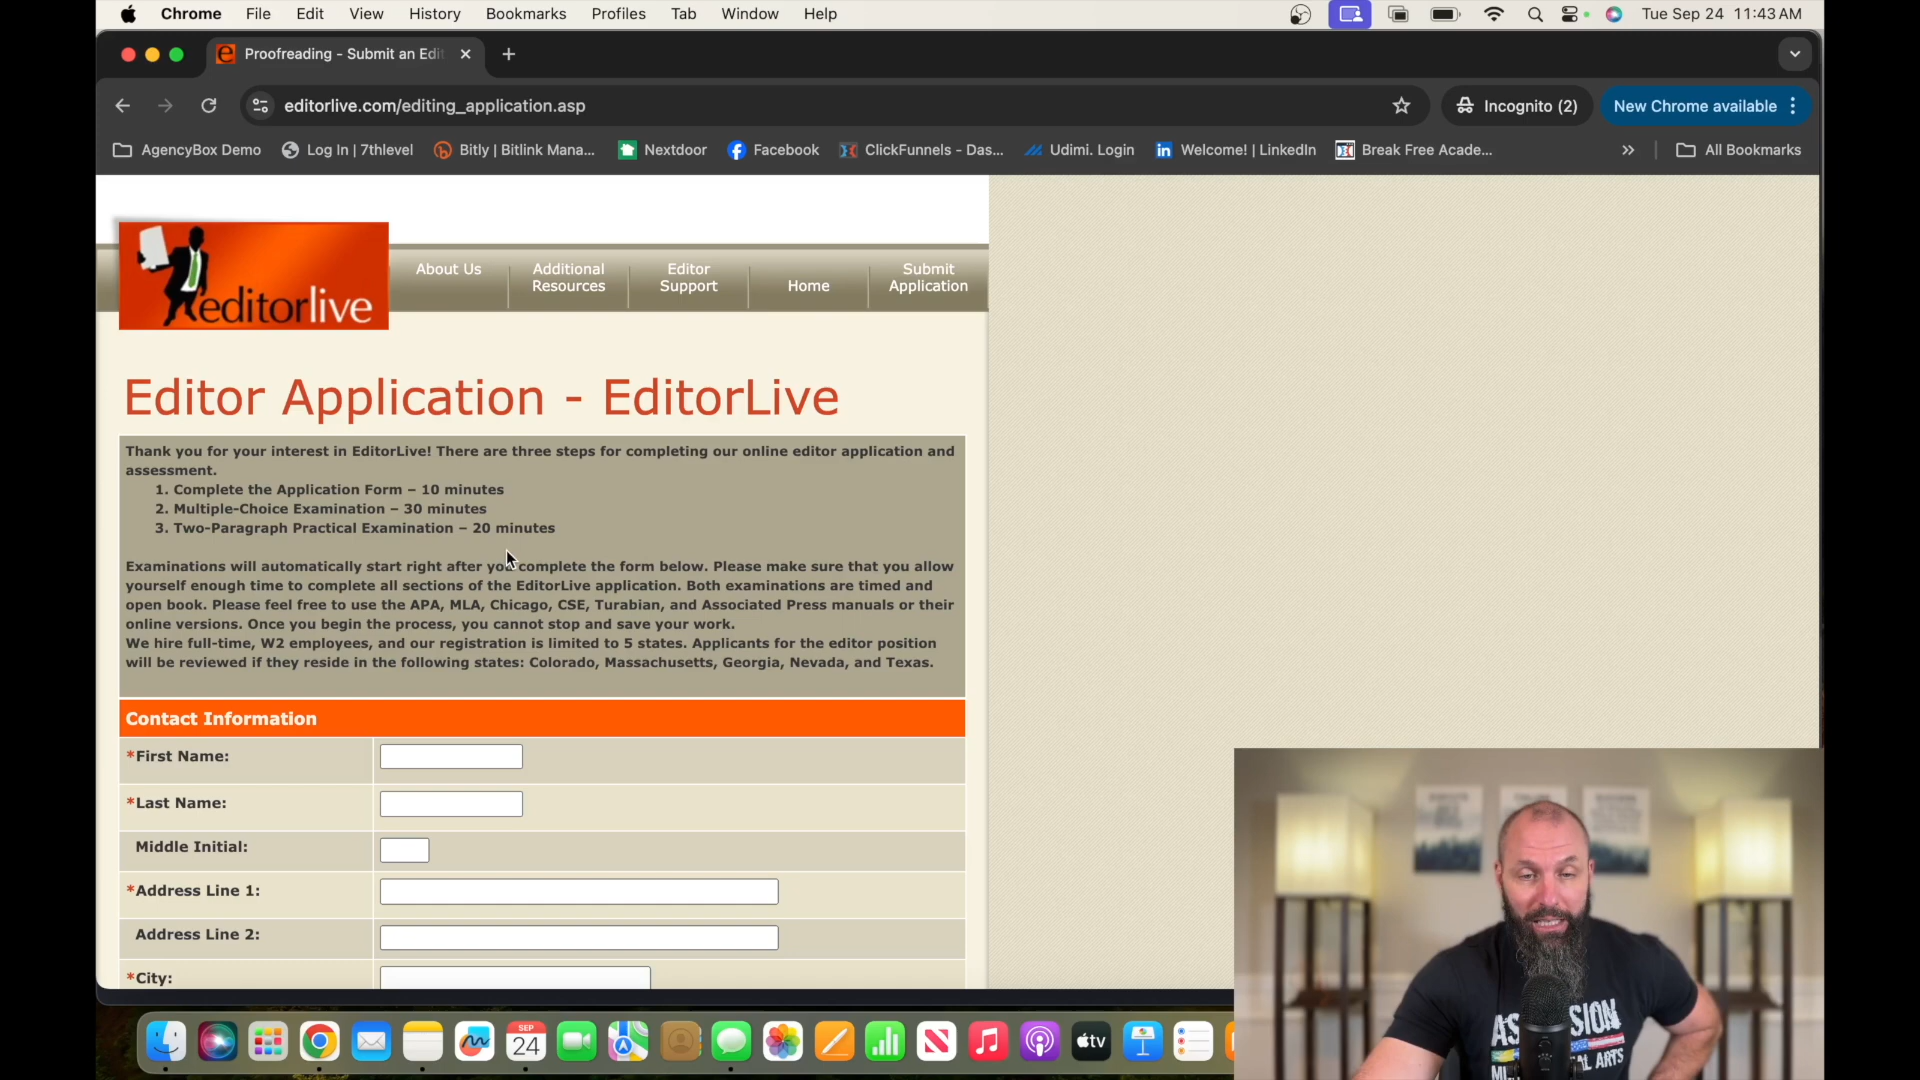 Chrome File Edit View History Bookmarks Profiles Tab Window Help Tue Sep 24 11:43 AM
Proofreading - Submit an Edit
editorlive.com/editing_application.asp Incognito (2) New Chrome available
AgencyBox Demo Log In | 7thlevel Bitly | Bitlink Mana... Nextdoor Facebook ClickFunnels - Das... Udimi. Login Welcome! | LinkedIn Break Free Acade... » All Bookmarks
editorlive
About Us
Additional
Resources
Editor
Support
Home
Submit
Application
Editor Application - EditorLive
Thank you for your interest in EditorLive! There are three steps for completing our online editor application and
assessment.
1. Complete the Application Form – 10 minutes
2. Multiple-Choice Examination – 30 minutes
3. Two-Paragraph Practical Examination – 20 minutes
Examinations will automatically start right after you complete the form below. Please make sure that you allow
yourself enough time to complete all sections of the EditorLive application. Both examinations are timed and
open book. Please feel free to use the APA, MLA, Chicago, CSE, Turabian, and Associated Press manuals or their
online versions. Once you begin the process, you cannot stop and save your work.
We hire full-time, W2 employees, and our registration is limited to 5 states. Applicants for the editor position
will be reviewed if they reside in the following states: Colorado, Massachusetts, Georgia, Nevada, and Texas.
Contact Information
*First Name:
*Last Name:
Middle Initial:
*Address Line 1:
Address Line 2:
*City:
SEP
24
tv